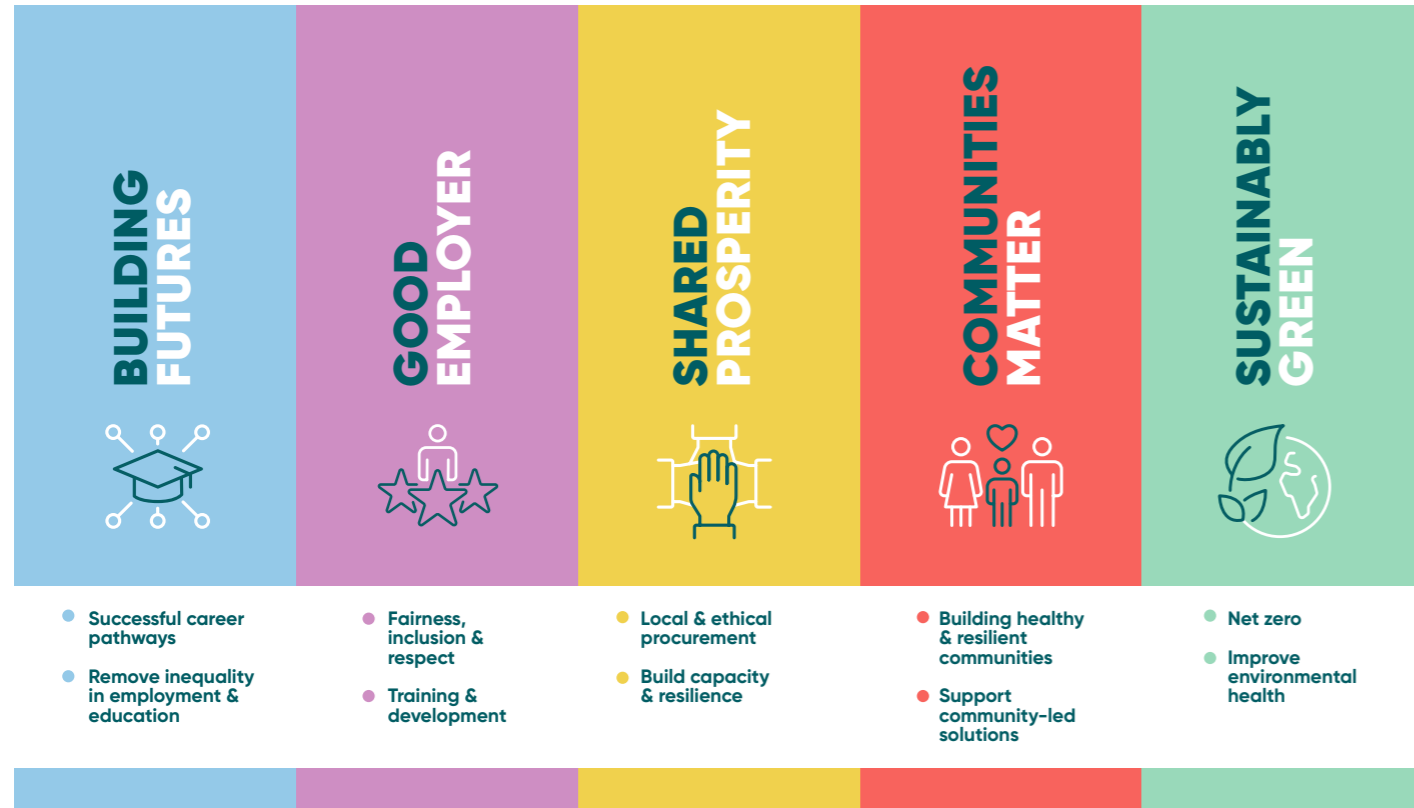 BUILDING
FUTURES
GOOD
EMPLOYER
SHARED
PROSPERITY
COMMUNITIES
MATTER
SUSTAINABLY
GREEN
Successful career
pathways
Remove inequality
in employment &
education
Fairness,
inclusion &
respect
Training &
development
Local & ethical
procurement
Build capacity
& resilience
Building healthy
& resilient
communities
Support
community-led
solutions
Net zero
Improve
environmental
health